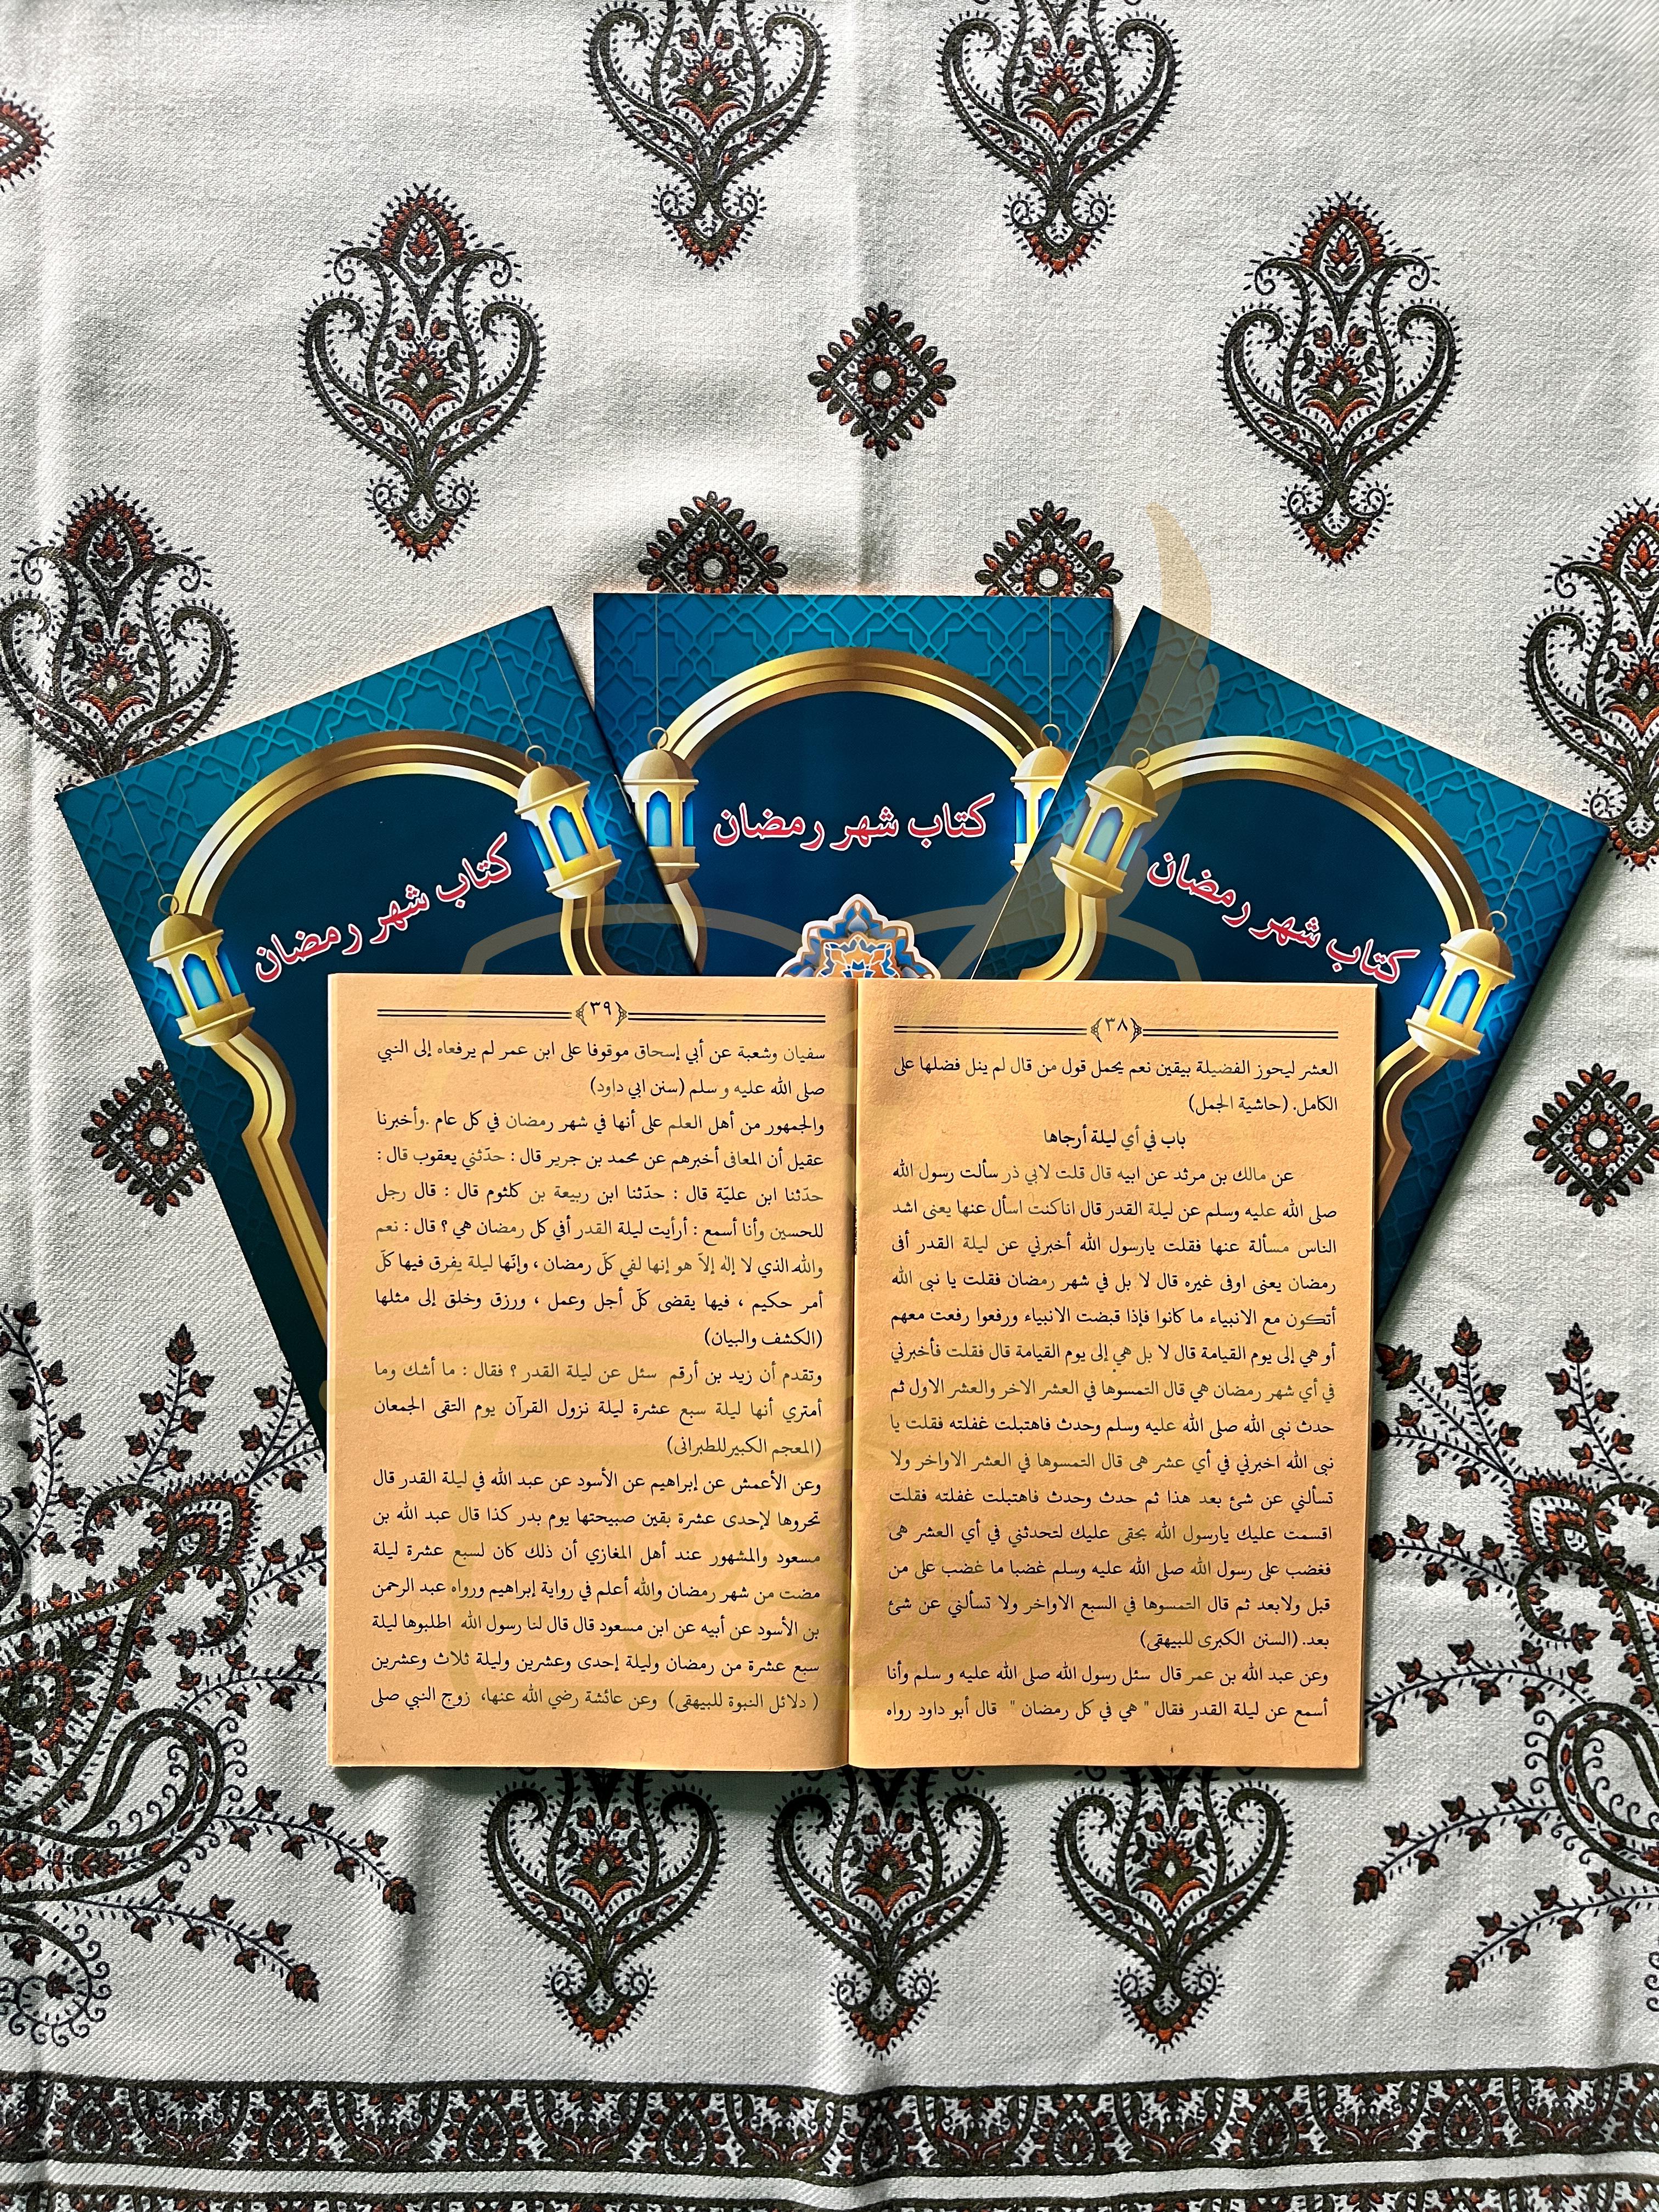 كتاب شهر رمضان
كتاب شهر رمضان
كتاب شهر رمضان
٣٨
العشر ليحوز الفضيلة بيقين نعم يحمل قول من قال لم ينل فضلها على
الكامل. (حاشية الجمل)
باب في أي ليلة أرجاها
عن مالك بن مرثد عن ابيه قال قلت لابي ذر سألت رسول الله
صلى الله عليه وسلم عن ليلة القدر قال اناكنت اسأل عنها يعنى اشد
الناس مسألة عنها فقلت يارسول الله أخبرني عن ليلة القدر أفى
رمضان يعنى اوفى غيره قال لا بل في شهر رمضان فقلت يا نبى الله
أتكون مع الانبياء ما كانوا فإذا قبضت الانبياء ورفعوا رفعت معهم
أو هي إلى يوم القيامة قال لا بل هي إلى يوم القيامة قال فقلت فأخبرني
في أي شهر رمضان هي قال التمسوها في العشر الاخر والعشر الاول ثم
حدث نبى الله صلى الله عليه وسلم وحدث فاهتبلت غفلته فقلت يا
نبى الله اخبرني في أي عشر هى قال التمسوها في العشر الاواخر ولا
تسألني عن شئ بعد هذا ثم حدث وحدث فاهتبلت غفلته فقلت
اقسمت عليك يارسول الله بحقى عليك لتحدثني في أي العشر هى
فغضب على رسول الله صلى الله عليه وسلم غضبا ما غضب على من
قبل ولابعد ثم قال التمسوها في السبع الاواخر ولا تسألني عن شئ
بعد. (السنن الكبرى للبيهقى)
وعن عبد الله بن عمر قال سئل رسول الله صلى الله عليه و سلم وأنا
أسمع عن ليلة القدر فقال " هي في كل رمضان " قال أبو داود رواه
٣٩
سفيان وشعبة عن أبي إسحاق موقوفا على ابن عمر لم يرفعاه إلى النبي
صلى الله عليه و سلم (سنن ابي داود)
والجمهور من أهل العلم على أنها في شهر رمضان في كل عام .وأخبرنا
عقيل أن المعافى أخبرهم عن محمد بن جرير قال : حدّثني يعقوب قال :
حدّثنا ابن عليّة قال : حدّثنا ابن ربيعة بن كلثوم قال : قال رجل
للحسين وأنا أسمع : أرأيت ليلة القدر أفي كل رمضان هي ؟ قال : نعم
والله الذي لا إله إلاّ هو إنها لفي كلّ رمضان ، وإنّها ليلة يفرق فيها كلّ
أمر حكيم ، فيها يقضى كلّ أجل وعمل ، ورزق وخلق إلى مثلها
(الكشف والبيان)
وتقدم أن زيد بن أرقم سئل عن ليلة القدر ؟ فقال : ما أشك وما
أمتري أنها ليلة سبع عشرة ليلة نزول القرآن يوم التقى الجمعان
(المعجم الكبيرللطبرانى)
وعن الأعمش عن إبراهيم عن الأسود عن عبد الله في ليلة القدر قال
تحروها لإحدى عشرة بقين صبيحتها يوم بدر كذا قال عبد الله بن
مسعود والمشهور عند أهل المغازي أن ذلك كان لسبع عشرة ليلة
مضت من شهر رمضان والله أعلم في رواية إبراهيم ورواه عبد الرحمن
بن الأسود عن أبيه عن ابن مسعود قال قال لنا رسول الله اطلبوها ليلة
سبع عشرة من رمضان وليلة إحدى وعشرين وليلة ثلاث وعشرين
( دلائل النبوة للبيهقى) وعن عائشة رضي الله عنها، زوج النبي صلى